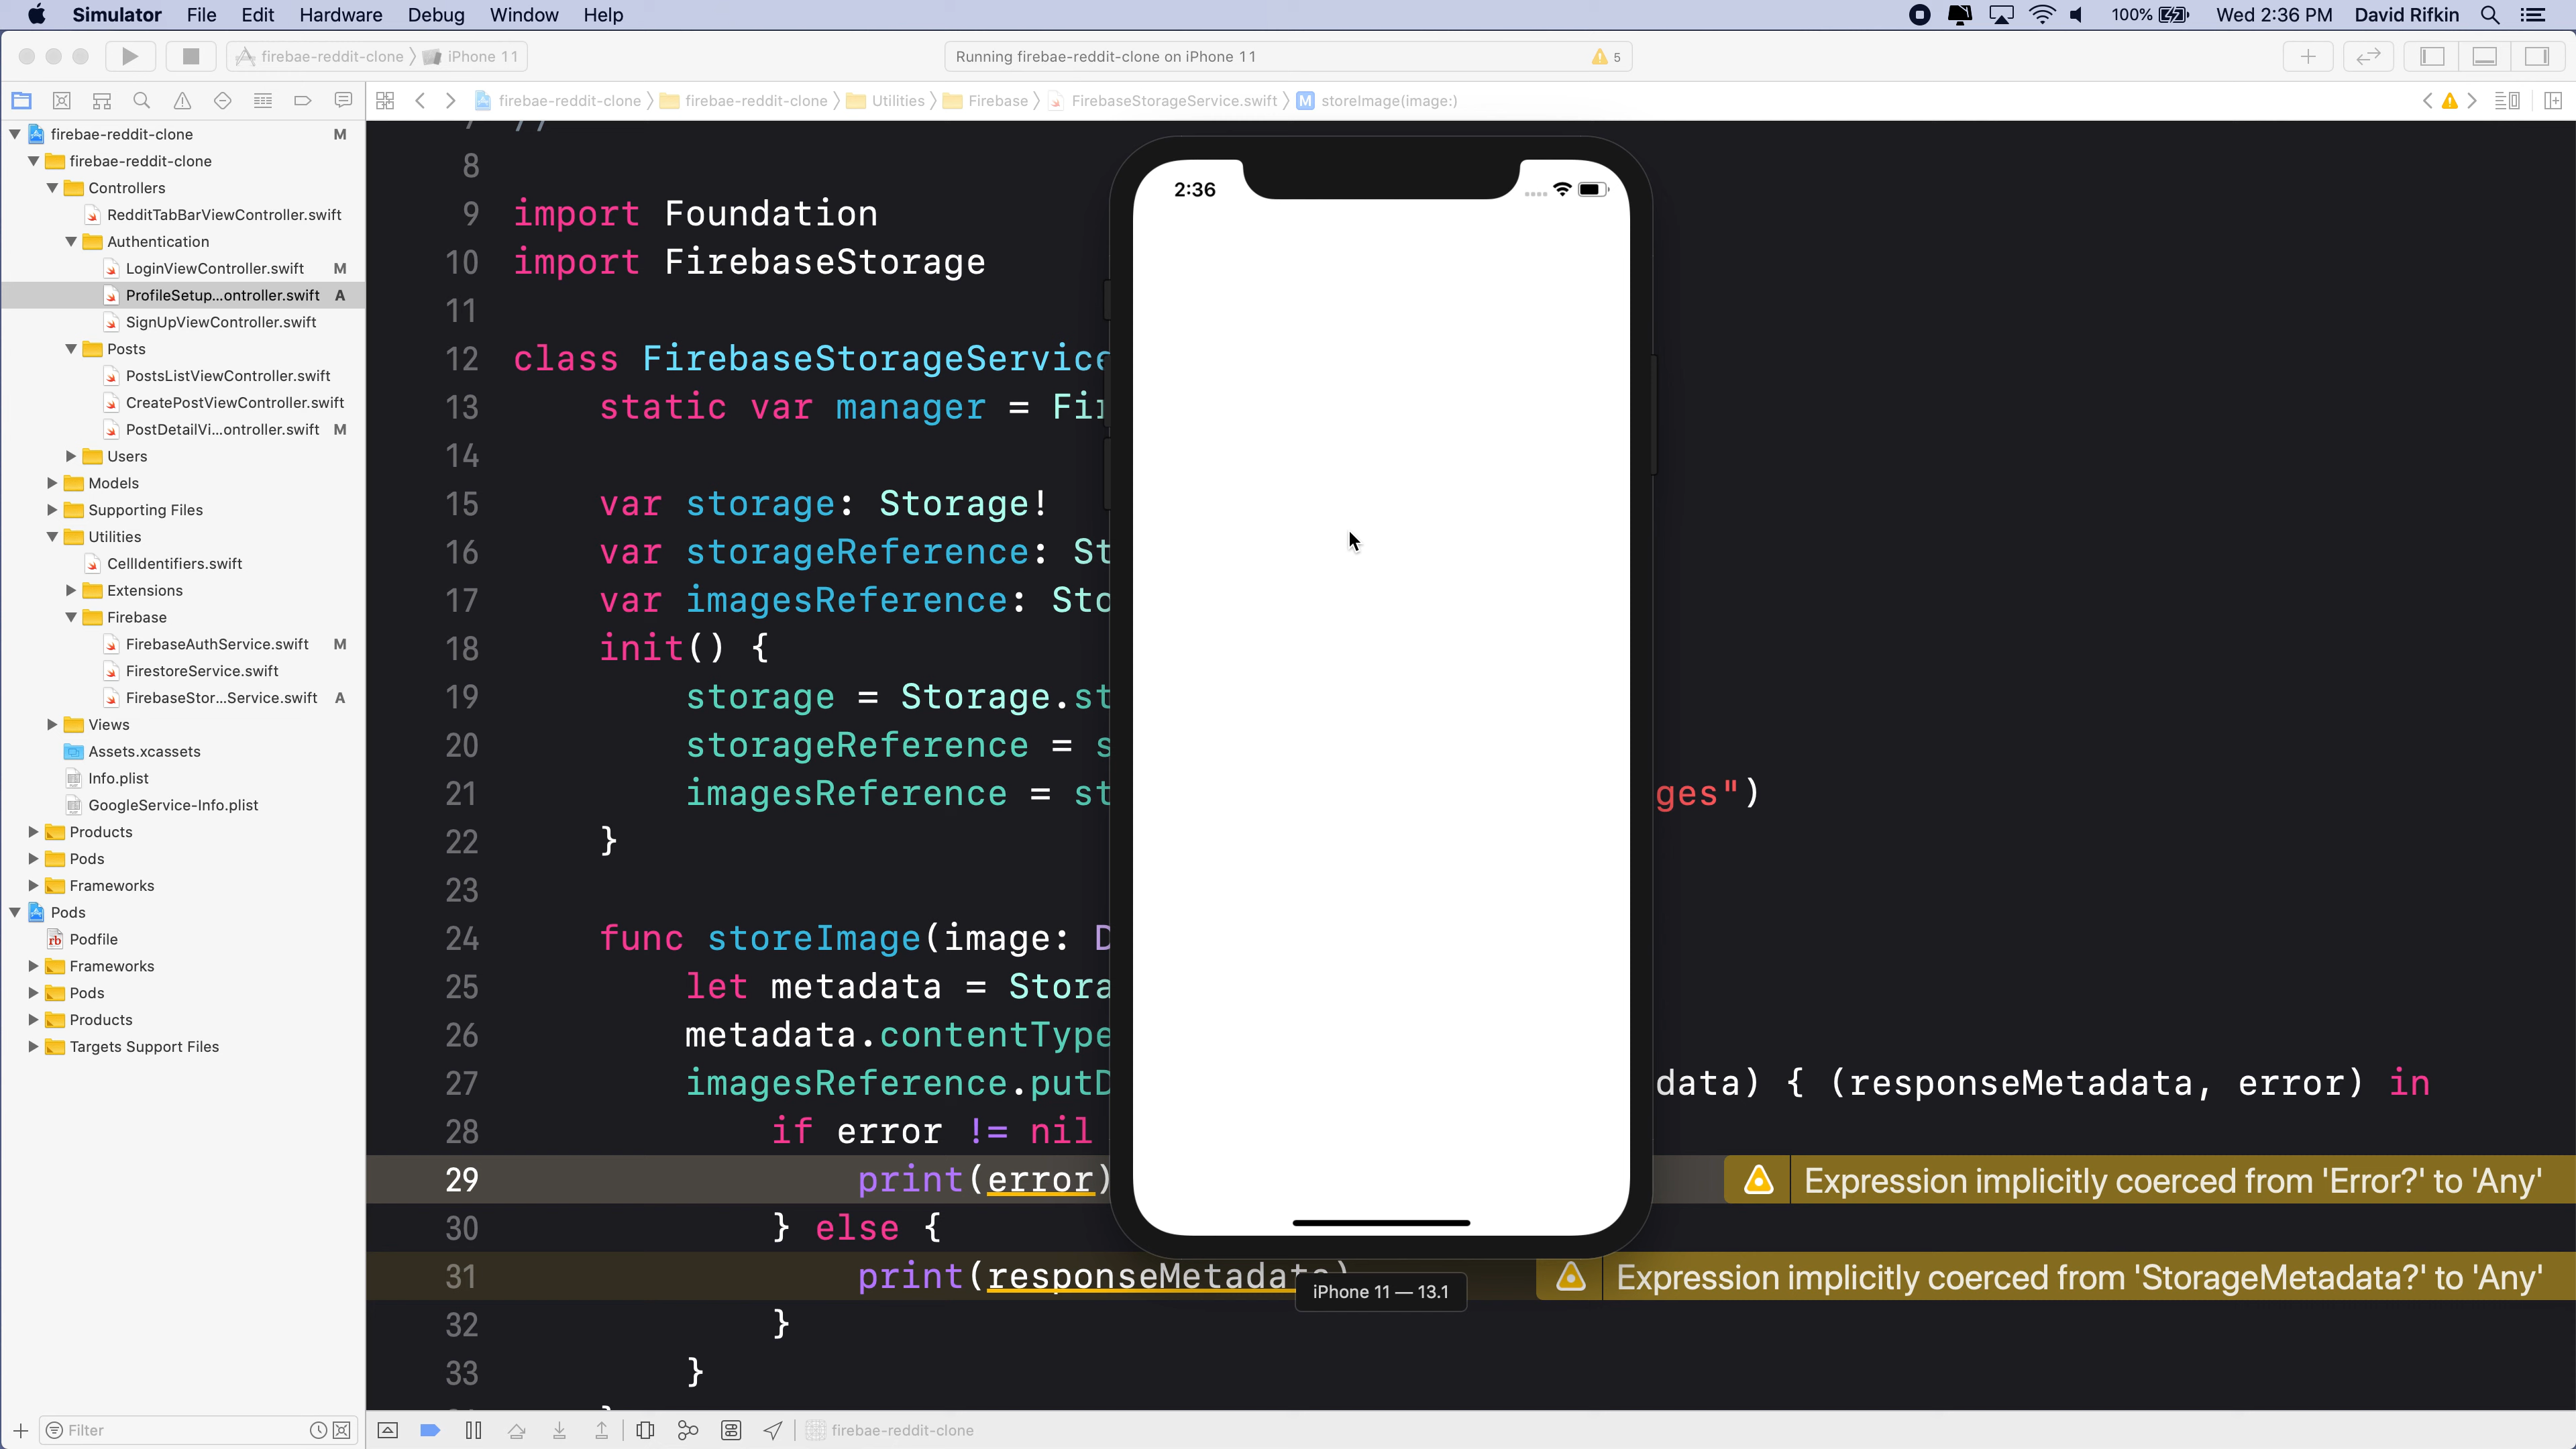 Simulator File Edit Hardware Debug Window Help 100% Wed 2:36 PM David Rifkin
firebae-reddit-clone iPhone 11 Running firebae-reddit-clone on iPhone 11 5
firebae-reddit-clone firebae-reddit-clone Utilities Firebase FirebaseStorageService.swift M storeImage(image:)
firebae-reddit-clone M
firebae-reddit-clone
Controllers
RedditTabBarViewController.swift
Authentication
LoginViewController.swift M
ProfileSetup...ontroller.swift A
SignUpViewController.swift
Posts
PostsListViewController.swift
CreatePostViewController.swift
PostDetailVi...ontroller.swift M
Users
Models
Supporting Files
Utilities
CellIdentifiers.swift
Extensions
Firebase
FirebaseAuthService.swift M
FirestoreService.swift
FirebaseStor...Service.swift A
Views
Assets.xcassets
Info.plist
GoogleService-Info.plist
Products
Pods
Frameworks
Pods
rb Podfile
Frameworks
Pods
Products
Targets Support Files
Filter
8
9 import Foundation
10 import FirebaseStorage
11
12 class FirebaseStorageService
13 static var manager = Fir
14
15 var storage: Storage!
16 var storageReference: St
17 var imagesReference: Sto
18 init() {
19 storage = Storage.st
20 storageReference = s
21 imagesReference = st ges")
22 }
23
24 func storeImage(image: D
25 let metadata = Stora
26 metadata.contentType
27 imagesReference.putD data) { (responseMetadata, error) in
28 if error != nil
29 print(error) Expression implicitly coerced from 'Error?' to 'Any'
30 } else {
31 print(responseMetadata) Expression implicitly coerced from 'StorageMetadata?' to 'Any'
32 }
33 }
2:36
iPhone 11 — 13.1
firebae-reddit-clone